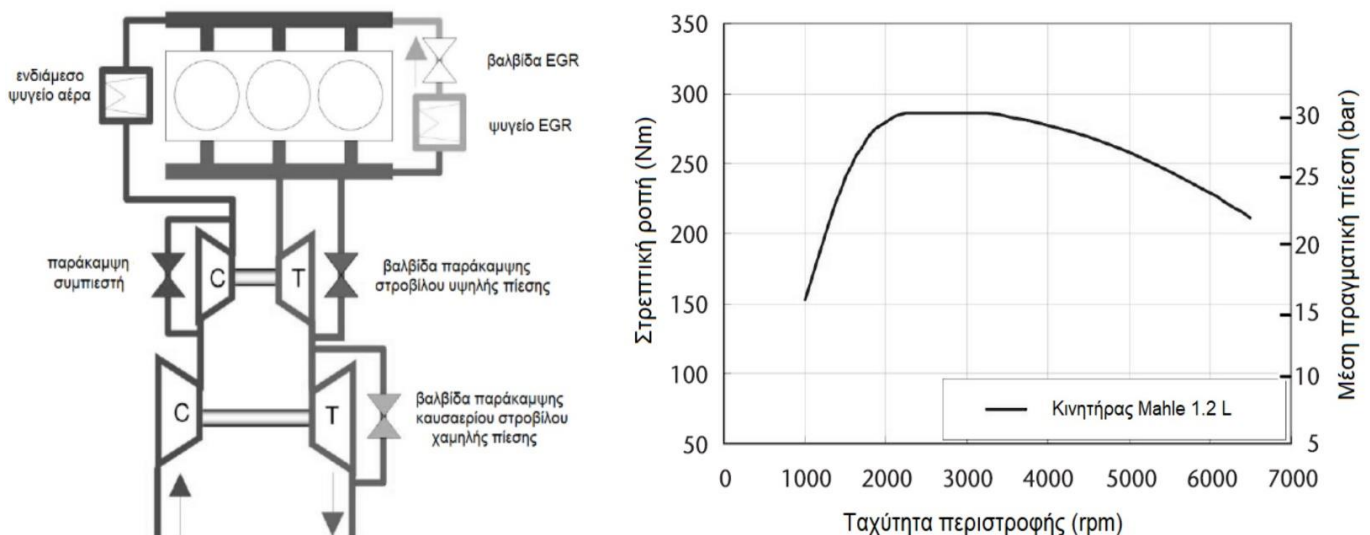 ενδιάμεσο
ψυγείο αέρα
βαλβίδα EGR
ψυγείο EGR
παράκαμψη
συμπιεστή
C
T
βαλβίδα παράκαμψης
στροβίλου υψηλής πίεσης
C
T
βαλβίδα παράκαμψης
καυσαερίου στροβίλου
χαμηλής πίεσης
Στρεπτική ροπή (Nm)
350
300
250
200
150
100
50
0
1000
2000
3000
4000
5000
6000
7000
Ταχύτητα περιστροφής (rpm)
Κινητήρας Mahle 1.2 L
30
25
20
15
10
5
Μέση πραγματική πίεση (bar)